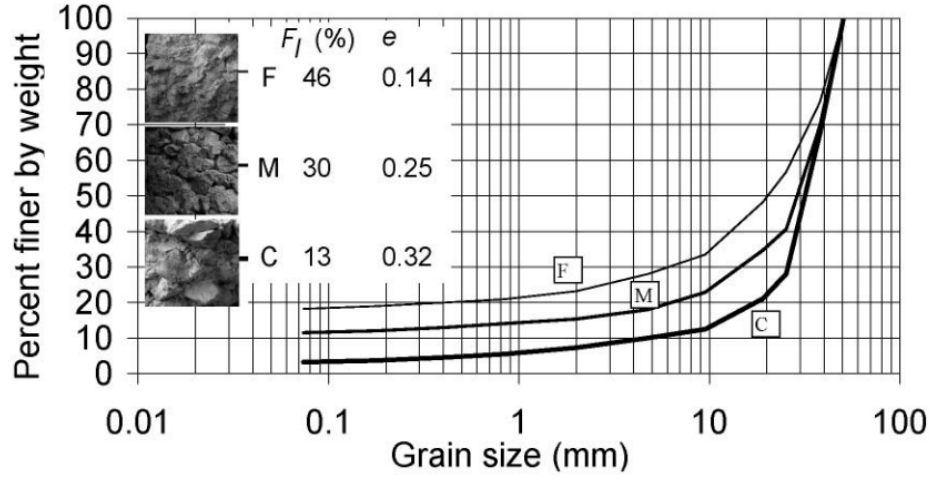 Percent finer by weight
100
90
80
70
60
50
40
30
20
10
0
F_I (%) e
F 46 0.14
M 30 0.25
C 13 0.32
F
M
C
0.01 0.1 1 10 100
Grain size (mm)